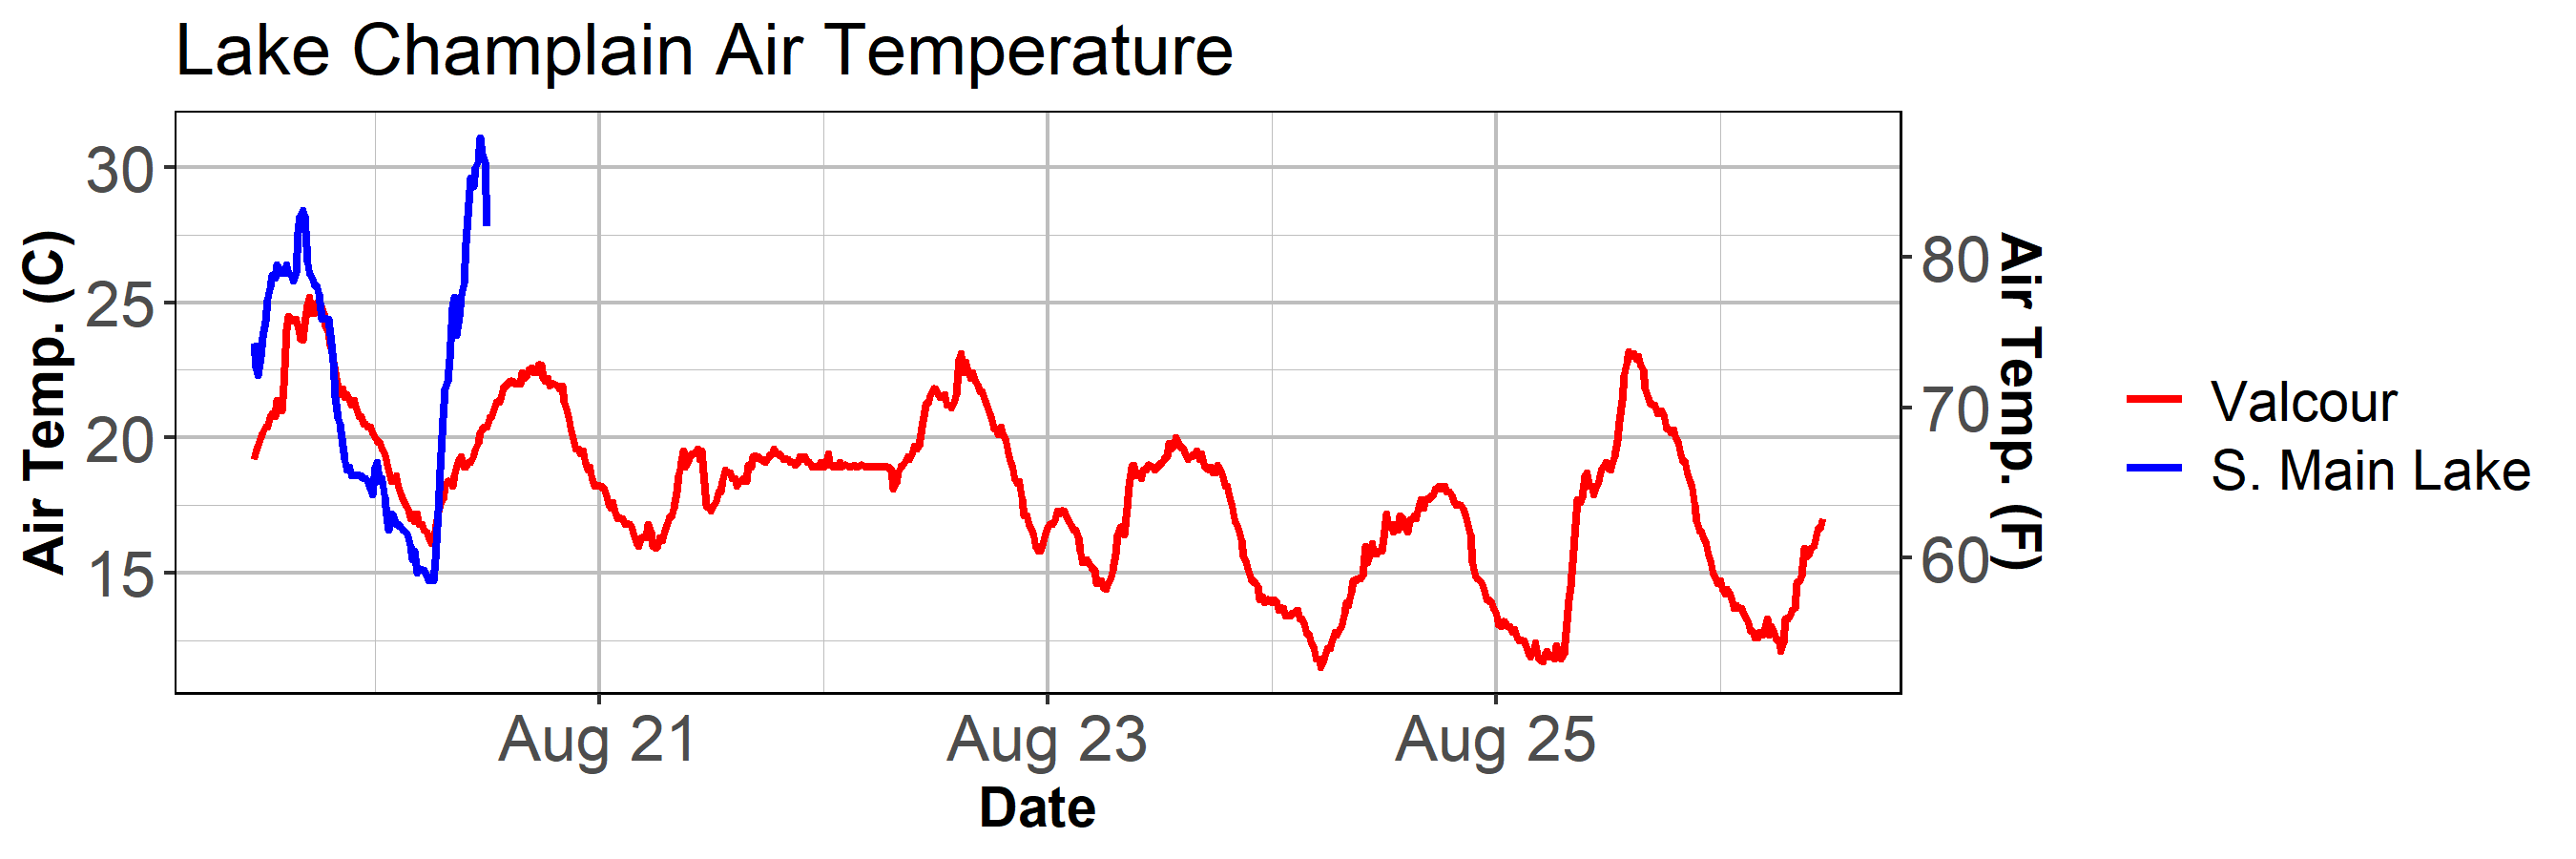 Lake Champlain Air Temperature
Air Temp. (C)
30
25
20
15
80
70
60
Air Temp. (F)
Aug 21
Aug 23
Aug 25
Date
Valcour
S. Main Lake